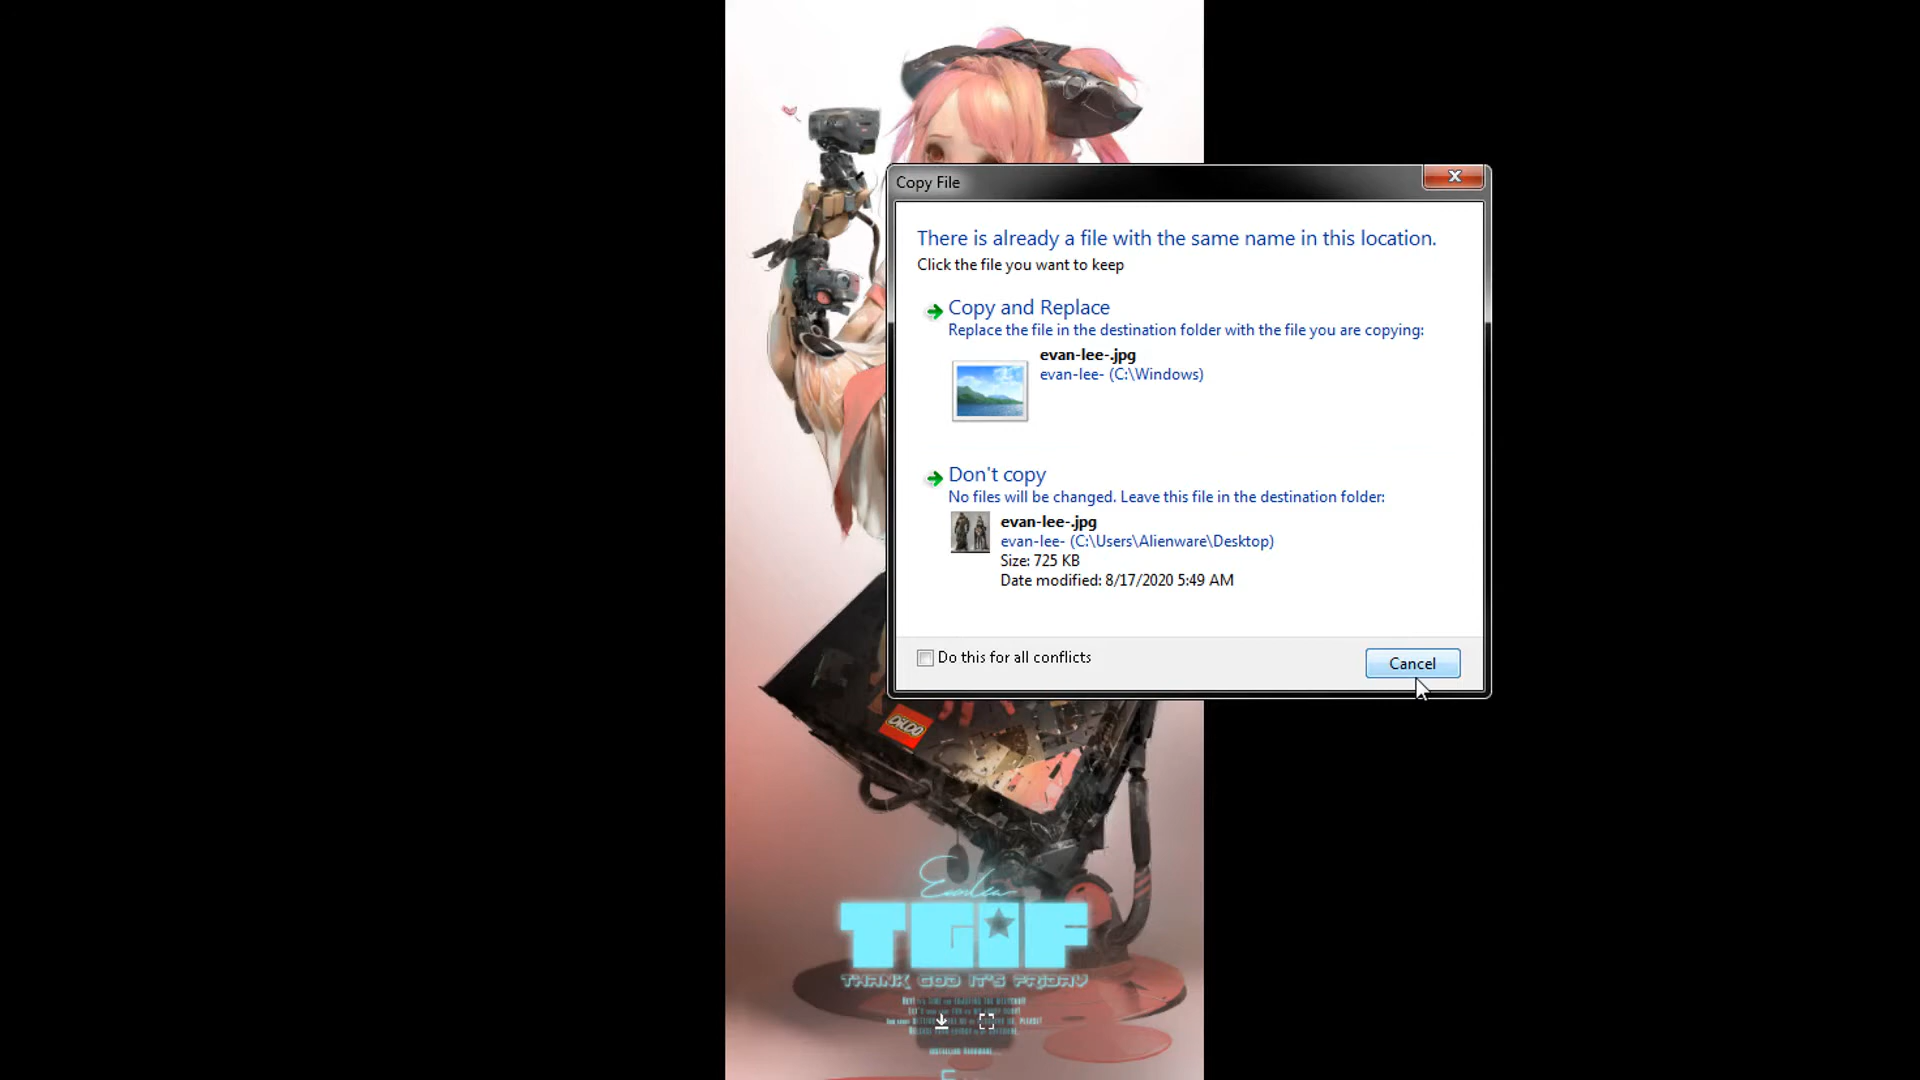 Copy File
There is already a file with the same name in this location.
Click the file you want to keep
Copy and Replace
Replace the file in the destination folder with the file you are copying:
evan-lee-.jpg
evan-lee- (C:\Windows)
Don't copy
No files will be changed. Leave this file in the destination folder:
evan-lee-.jpg
evan-lee- (C:\Users\Alienware\Desktop)
Size: 725 KB
Date modified: 8/17/2020 5:49 AM
Do this for all conflicts
Cancel
DiLDO
EvanLee
TGIF
THANK GOD IT'S FRIDAY